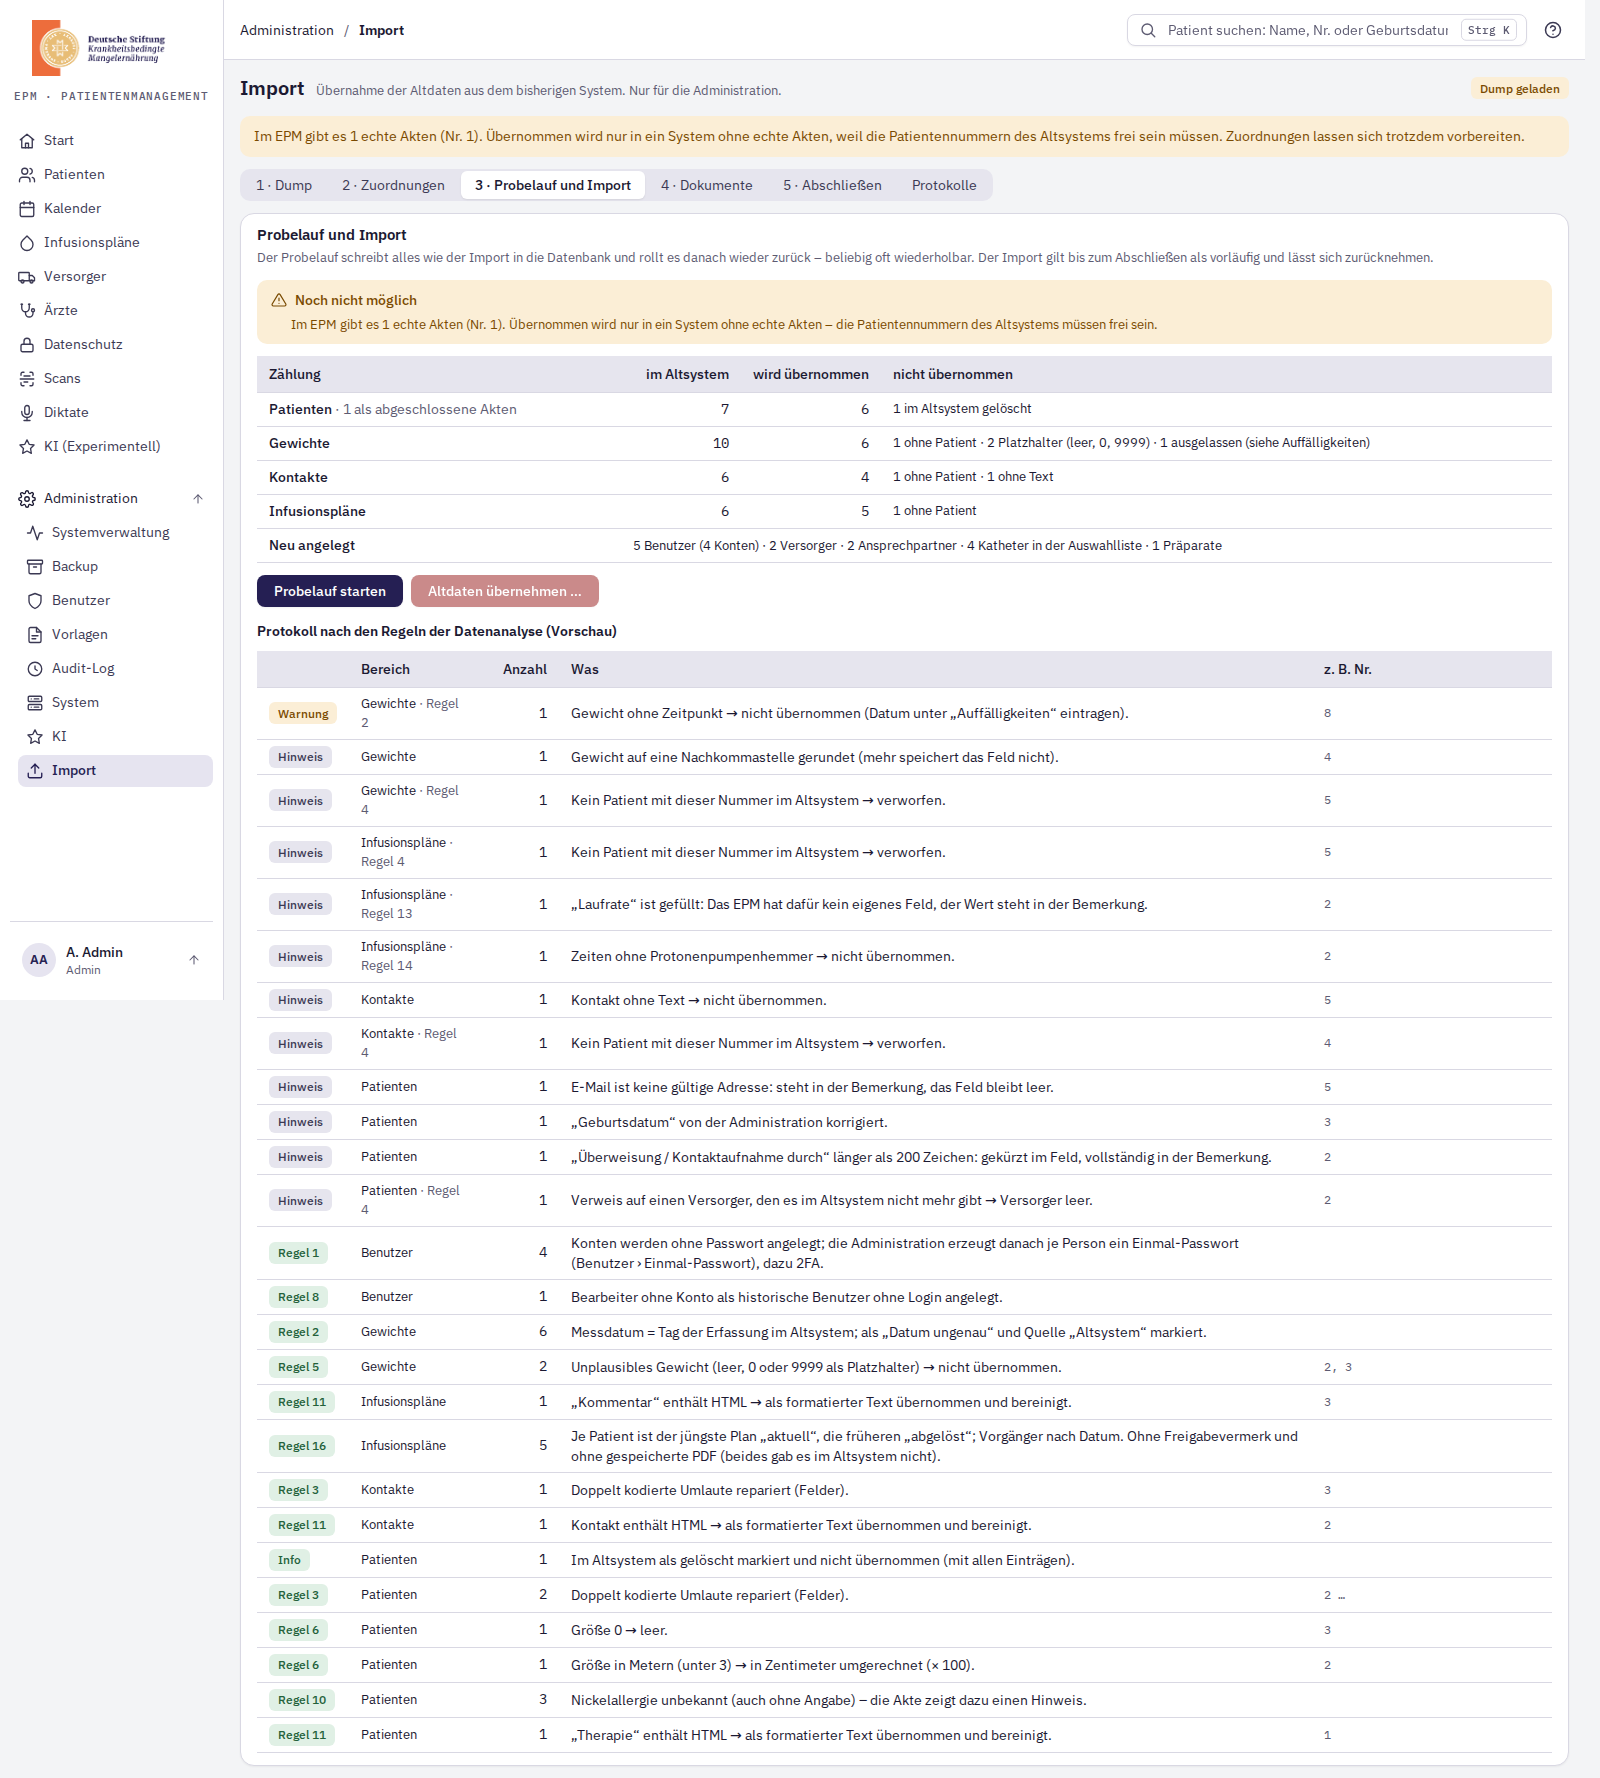 Deutsche Stiftung
Krankheitsbedingte
Mangelernährung
EPM · PATIENTENMANAGEMENT
Start
Patienten
Kalender
Infusionspläne
Versorger
Ärzte
Datenschutz
Scans
Diktate
KI (Experimentell)
Administration
Systemverwaltung
Backup
Benutzer
Vorlagen
Audit-Log
System
KI
Import
AA
A. Admin
Admin
Administration / Import
Patient suchen: Name, Nr. oder Geburtsdatur
Strg K
Import Übernahme der Altdaten aus dem bisherigen System. Nur für die Administration.
Dump geladen
Im EPM gibt es 1 echte Akten (Nr. 1). Übernommen wird nur in ein System ohne echte Akten, weil die Patientennummern des Altsystems frei sein müssen. Zuordnungen lassen sich trotzdem vorbereiten.
1 · Dump 2 · Zuordnungen 3 · Probelauf und Import 4 · Dokumente 5 · Abschließen Protokolle
Probelauf und Import
Der Probelauf schreibt alles wie der Import in die Datenbank und rollt es danach wieder zurück – beliebig oft wiederholbar. Der Import gilt bis zum Abschließen als vorläufig und lässt sich zurücknehmen.
Noch nicht möglich
Im EPM gibt es 1 echte Akten (Nr. 1). Übernommen wird nur in ein System ohne echte Akten – die Patientennummern des Altsystems müssen frei sein.
Zählung im Altsystem wird übernommen nicht übernommen
Patienten · 1 als abgeschlossene Akten 7 6 1 im Altsystem gelöscht
Gewichte 10 6 1 ohne Patient · 2 Platzhalter (leer, 0, 9999) · 1 ausgelassen (siehe Auffälligkeiten)
Kontakte 6 4 1 ohne Patient · 1 ohne Text
Infusionspläne 6 5 1 ohne Patient
Neu angelegt 5 Benutzer (4 Konten) · 2 Versorger · 2 Ansprechpartner · 4 Katheter in der Auswahlliste · 1 Präparate
Probelauf starten Altdaten übernehmen ...
Protokoll nach den Regeln der Datenanalyse (Vorschau)
Bereich Anzahl Was z. B. Nr.
Warnung Gewichte · Regel 1 Gewicht ohne Zeitpunkt → nicht übernommen (Datum unter „Auffälligkeiten“ eintragen). 8
2
Hinweis Gewichte 1 Gewicht auf eine Nachkommastelle gerundet (mehr speichert das Feld nicht). 4
Hinweis Gewichte · Regel 1 Kein Patient mit dieser Nummer im Altsystem → verworfen. 5
4
Hinweis Infusionspläne · 1 Kein Patient mit dieser Nummer im Altsystem → verworfen. 5
Regel 4
Hinweis Infusionspläne · 1 „Laufrate“ ist gefüllt: Das EPM hat dafür kein eigenes Feld, der Wert steht in der Bemerkung. 2
Regel 13
Hinweis Infusionspläne · 1 Zeiten ohne Protonenpumpenhemmer → nicht übernommen. 2
Regel 14
Hinweis Kontakte 1 Kontakt ohne Text → nicht übernommen. 5
Hinweis Kontakte · Regel 1 Kein Patient mit dieser Nummer im Altsystem → verworfen. 4
4
Hinweis Patienten 1 E-Mail ist keine gültige Adresse: steht in der Bemerkung, das Feld bleibt leer. 5
Hinweis Patienten 1 „Geburtsdatum“ von der Administration korrigiert. 3
Hinweis Patienten 1 „Überweisung / Kontaktaufnahme durch“ länger als 200 Zeichen: gekürzt im Feld, vollständig in der Bemerkung. 2
Hinweis Patienten · Regel 1 Verweis auf einen Versorger, den es im Altsystem nicht mehr gibt → Versorger leer. 2
4
Regel 1 Benutzer 4 Konten werden ohne Passwort angelegt; die Administration erzeugt danach je Person ein Einmal-Passwort
(Benutzer › Einmal-Passwort), dazu 2FA.
Regel 8 Benutzer 1 Bearbeiter ohne Konto als historische Benutzer ohne Login angelegt.
Regel 2 Gewichte 6 Messdatum = Tag der Erfassung im Altsystem; als „Datum ungenau“ und Quelle „Altsystem“ markiert.
Regel 5 Gewichte 2 Unplausibles Gewicht (leer, 0 oder 9999 als Platzhalter) → nicht übernommen. 2, 3
Regel 11 Infusionspläne 1 „Kommentar“ enthält HTML → als formatierter Text übernommen und bereinigt. 3
Regel 16 Infusionspläne 5 Je Patient ist der jüngste Plan „aktuell“, die früheren „abgelöst“; Vorgänger nach Datum. Ohne Freigabevermerk und
ohne gespeicherte PDF (beides gab es im Altsystem nicht).
Regel 3 Kontakte 1 Doppelt kodierte Umlaute repariert (Felder). 3
Regel 11 Kontakte 1 Kontakt enthält HTML → als formatierter Text übernommen und bereinigt. 2
Info Patienten 1 Im Altsystem als gelöscht markiert und nicht übernommen (mit allen Einträgen).
Regel 3 Patienten 2 Doppelt kodierte Umlaute repariert (Felder). 2 …
Regel 6 Patienten 1 Größe 0 → leer. 3
Regel 6 Patienten 1 Größe in Metern (unter 3) → in Zentimeter umgerechnet (× 100). 2
Regel 10 Patienten 3 Nickelallergie unbekannt (auch ohne Angabe) – die Akte zeigt dazu einen Hinweis.
Regel 11 Patienten 1 „Therapie“ enthält HTML → als formatierter Text übernommen und bereinigt. 1